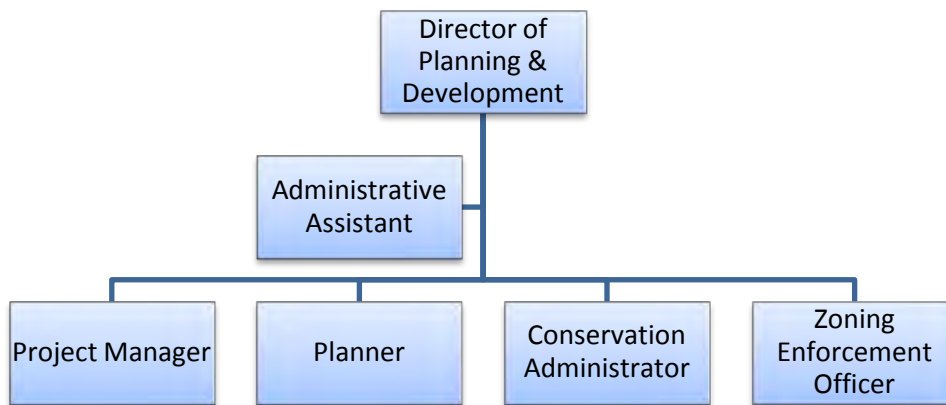 Director of
Planning &
Development
Administrative
Assistant
Project Manager
Planner
Conservation
Administrator
Zoning
Enforcement
Officer